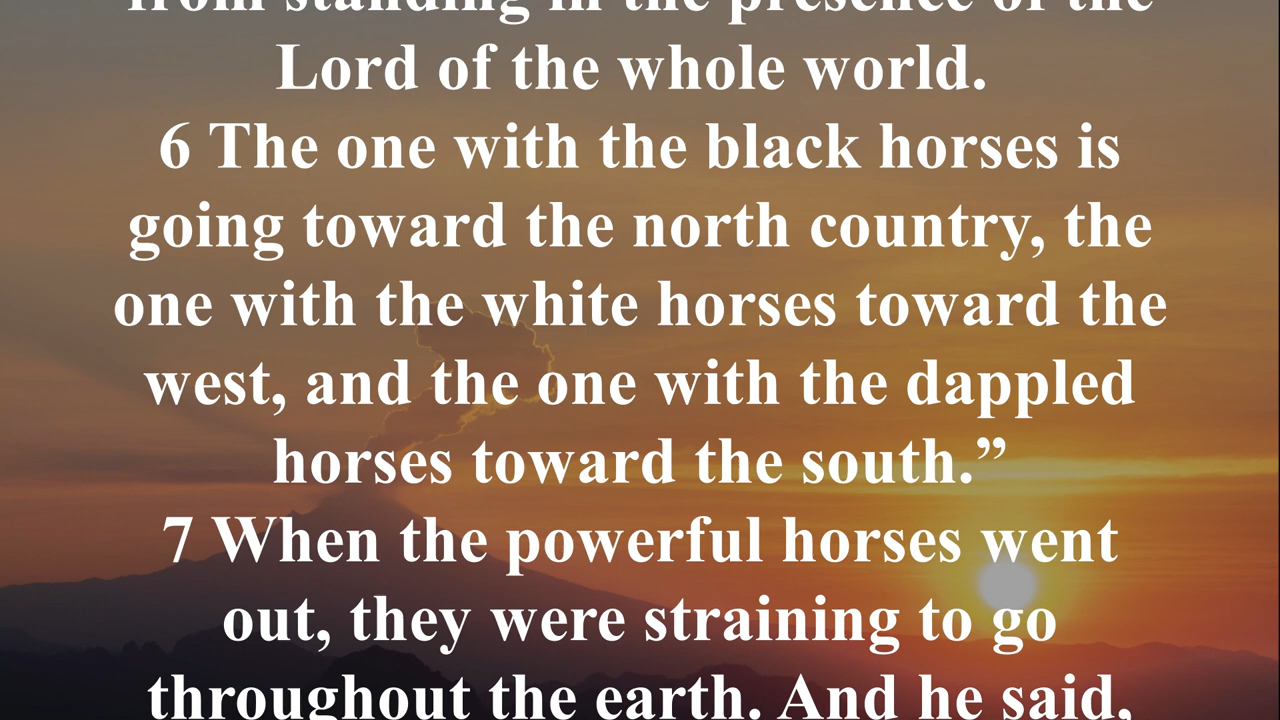 from standing in the presence of the
Lord of the whole world.
6 The one with the black horses is
going toward the north country, the
one with the white horses toward the
west, and the one with the dappled
horses toward the south.”
7 When the powerful horses went
out, they were straining to go
throughout the earth. And he said,